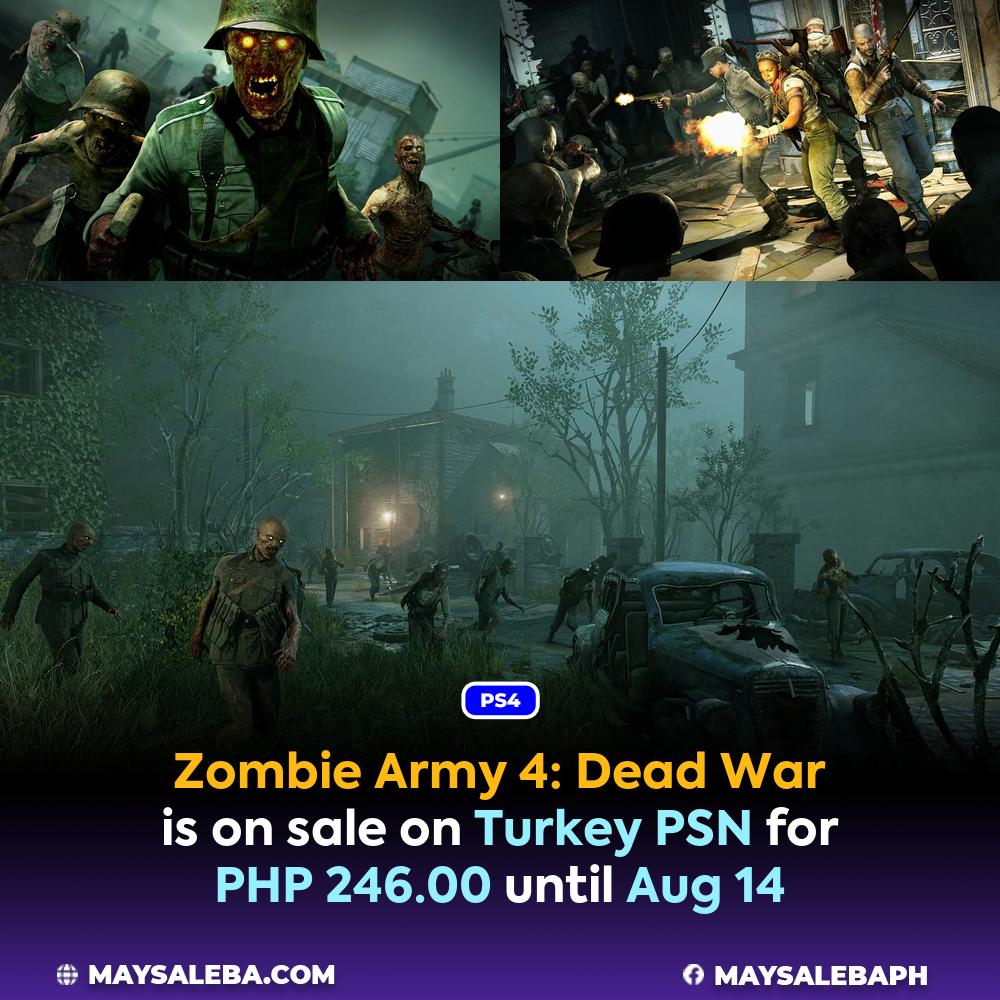 PS4
Zombie Army 4: Dead War
is on sale on Turkey PSN for
PHP 246.00 until Aug 14
MAYSALEBA.COM
MAYSALEBAPH